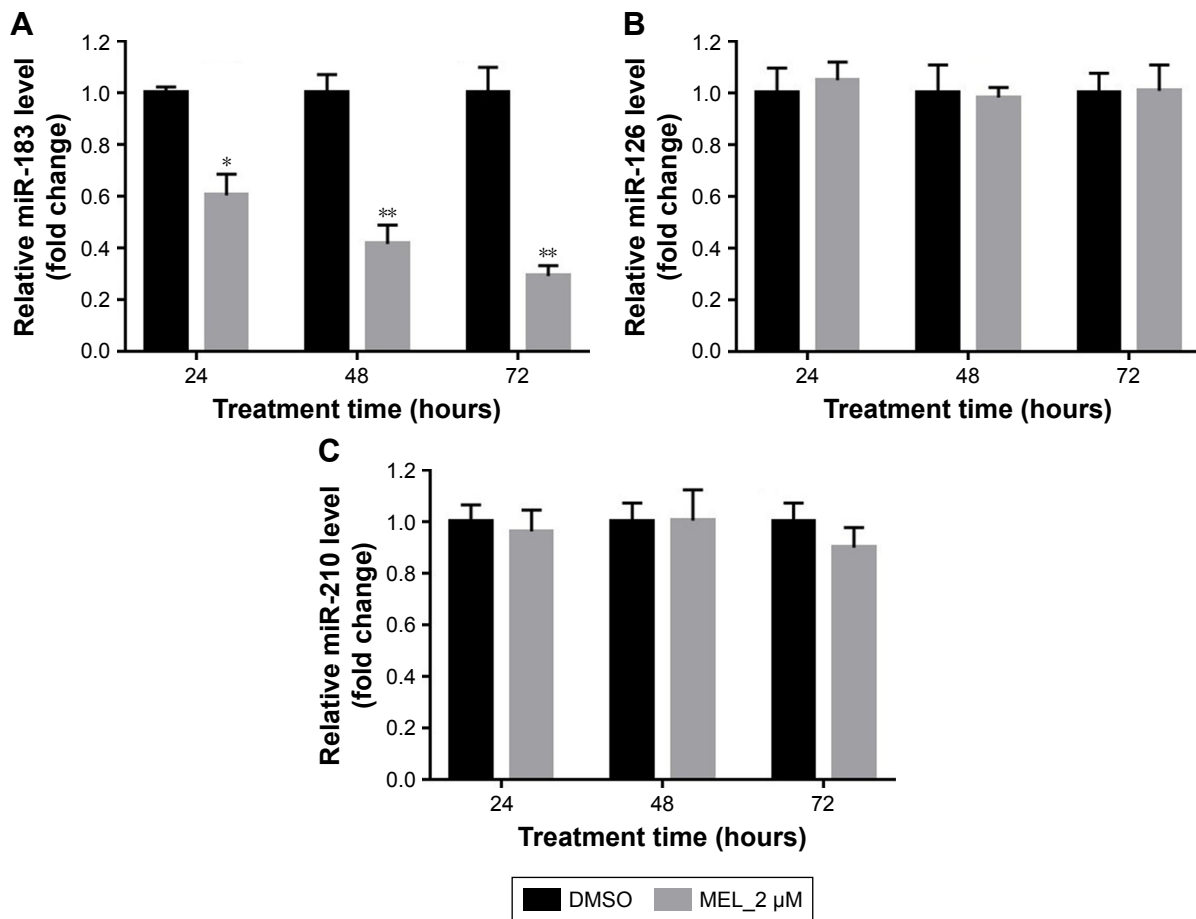 A
Relative miR-183 level
(fold change)
1.2
1.0
0.8
0.6
0.4
0.2
0.0
*
**
**
24
48
72
Treatment time (hours)
B
Relative miR-126 level
(fold change)
1.2
1.0
0.8
0.6
0.4
0.2
0.0
24
48
72
Treatment time (hours)
C
Relative miR-210 level
(fold change)
1.2
1.0
0.8
0.6
0.4
0.2
0.0
24
48
72
Treatment time (hours)
DMSO
MEL_2 μM